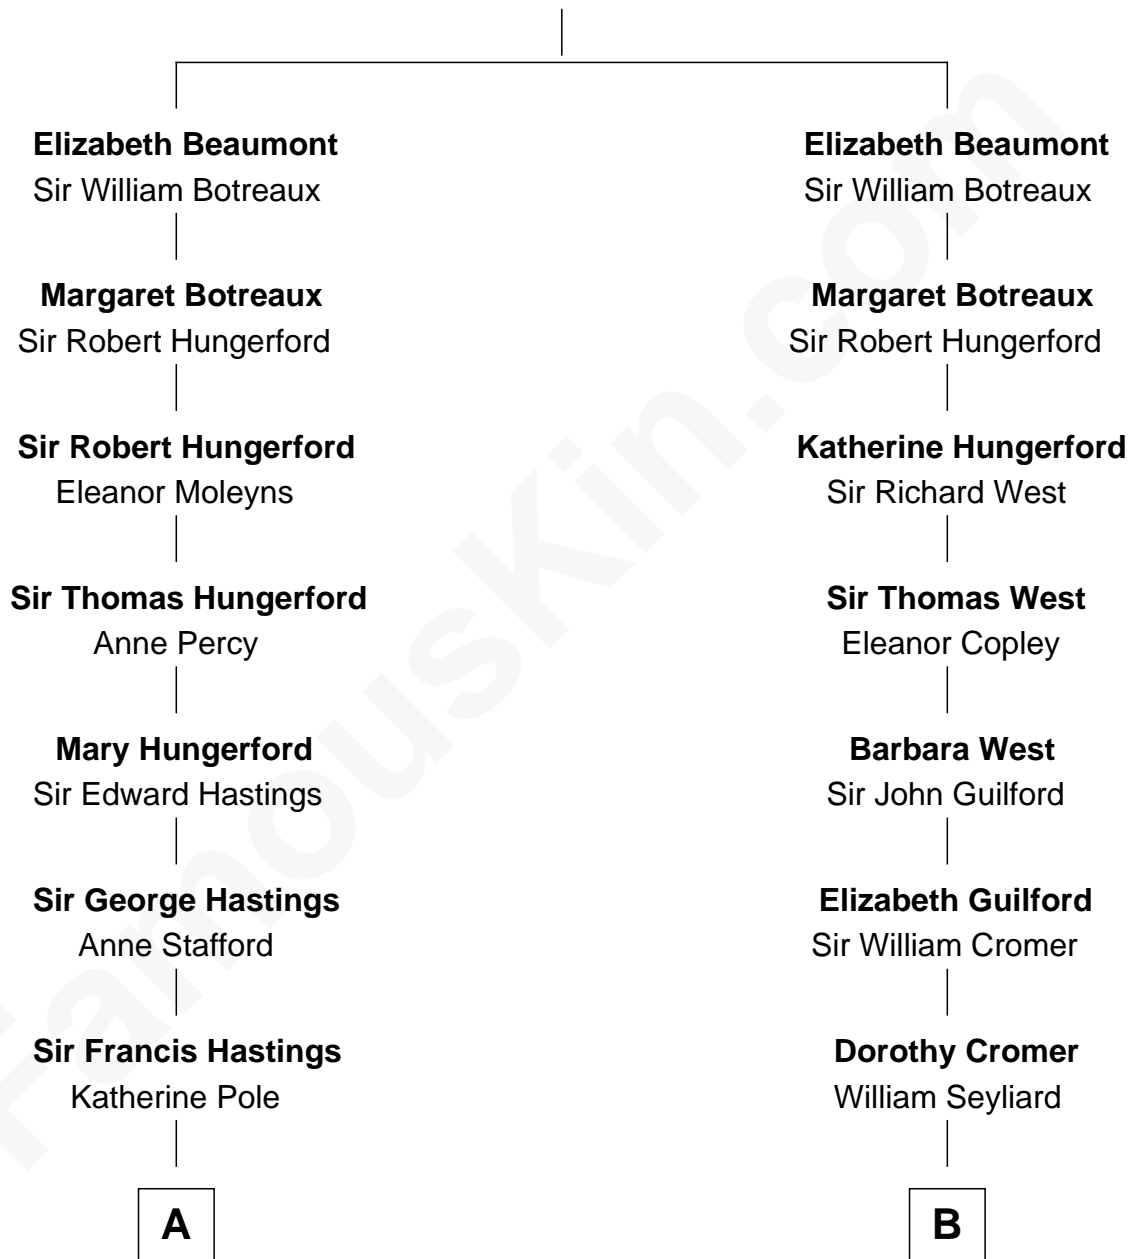 Elizabeth Beaumont
Sir William Botreaux
Margaret Botreaux
Sir Robert Hungerford
Sir Robert Hungerford
Eleanor Moleyns
Sir Thomas Hungerford
Anne Percy
Mary Hungerford
Sir Edward Hastings
Sir George Hastings
Anne Stafford
Sir Francis Hastings
Katherine Pole
A
Elizabeth Beaumont
Sir William Botreaux
Margaret Botreaux
Sir Robert Hungerford
Katherine Hungerford
Sir Richard West
Sir Thomas West
Eleanor Copley
Barbara West
Sir John Guilford
Elizabeth Guilford
Sir William Cromer
Dorothy Cromer
William Seyliard
B
FamousKin.com